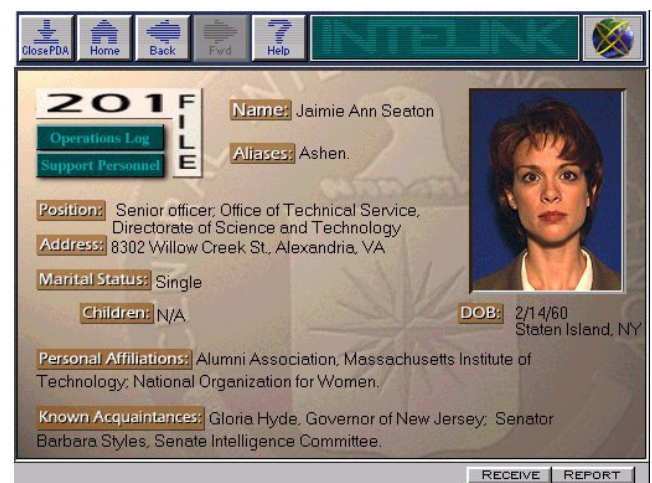 ClosePDA Home Back Fwd Help INTELINK
201 FILE
Operations Log
Support Personnel
Name: Jaimie Ann Seaton
Aliases: Ashen.
Position: Senior officer, Office of Technical Service,
Directorate of Science and Technology
Address: 8302 Willow Creek St., Alexandria, VA
Marital Status: Single
Children: N/A
DOB: 2/14/60
Staten Island, NY
Personal Affiliations: Alumni Association, Massachusetts Institute of
Technology; National Organization for Women.
Known Acquaintances: Gloria Hyde, Governor of New Jersey; Senator
Barbara Styles, Senate Intelligence Committee.
RECEIVE REPORT